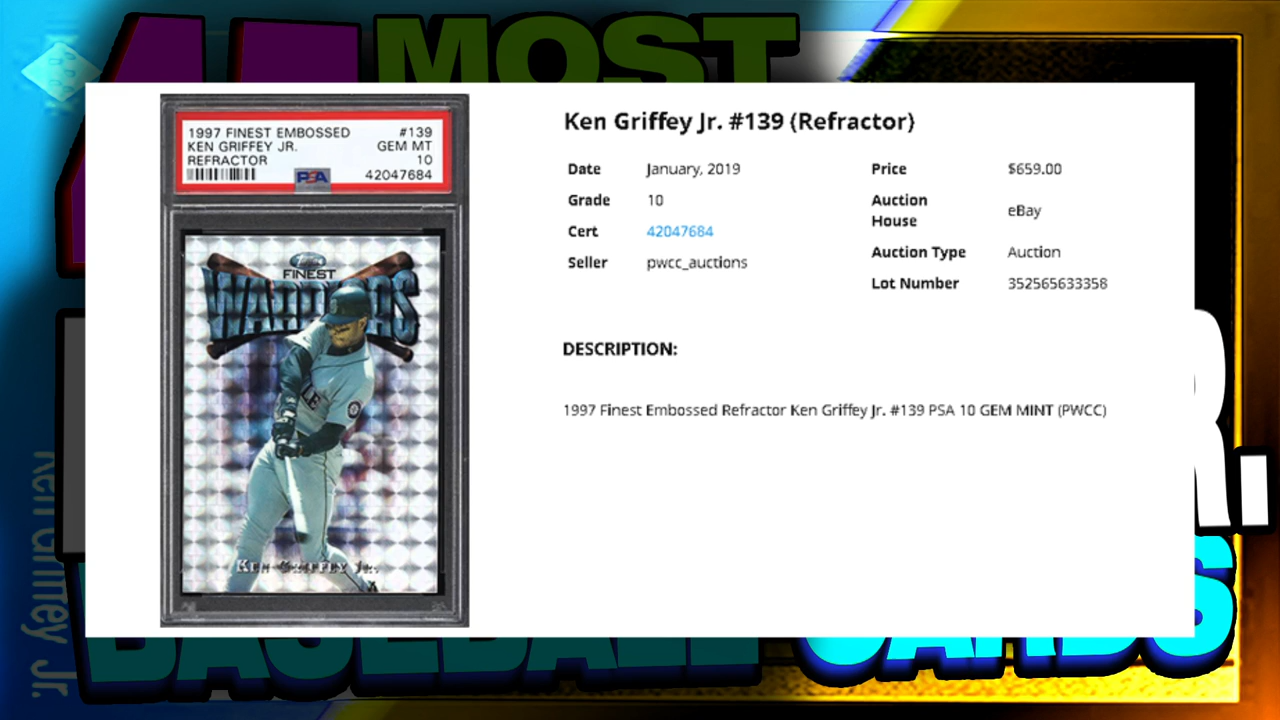 MOST
1997 FINEST EMBOSSED #139
KEN GRIFFEY JR. GEM MT
REFRACTOR 10
PSA 42047684
FINEST
WARRIORS
KEN GRIFFEY JR.
Ken Griffey Jr. #139 (Refractor)
Date January, 2019
Grade 10
Cert 42047684
Seller pwcc_auctions
Price $659.00
Auction House eBay
Auction Type Auction
Lot Number 352565633358
DESCRIPTION:
1997 Finest Embossed Refractor Ken Griffey Jr. #139 PSA 10 GEM MINT (PWCC)
R.
Ken Griffey Jr.
BASEBALL CARDS